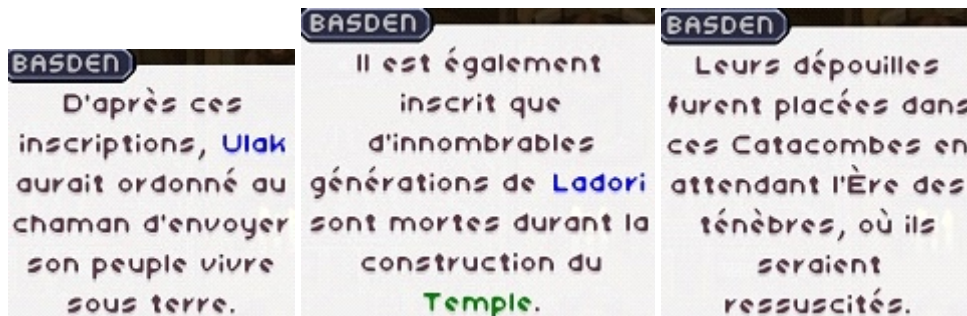 BASDEN
D'après ces
inscriptions, Ulak
aurait ordonné au
chaman d'envoyer
son peuple vivre
sous terre.
BASDEN
Il est également
inscrit que
d'innombrables
générations de Ladori
sont mortes durant la
construction du
Temple.
BASDEN
Leurs dépouilles
furent placées dans
ces Catacombes en
attendant l'Ère des
ténèbres, où ils
seraient
ressuscités.